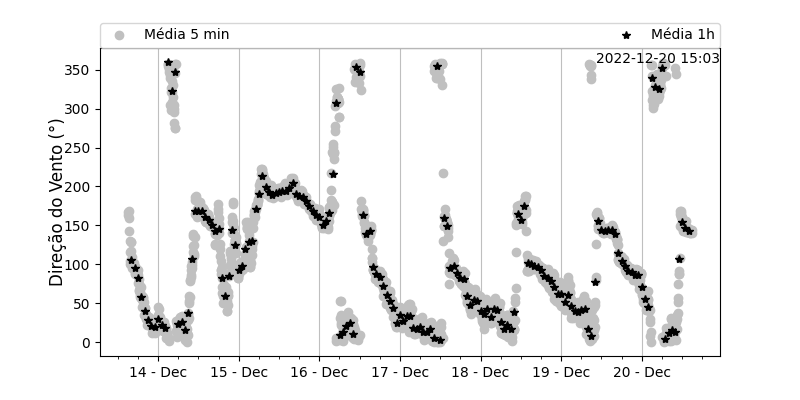 Média 5 min
Média 1h
2022-12-20 15:03
Direção do Vento (°)
350
300
250
200
150
100
50
0
14 - Dec
15 - Dec
16 - Dec
17 - Dec
18 - Dec
19 - Dec
20 - Dec